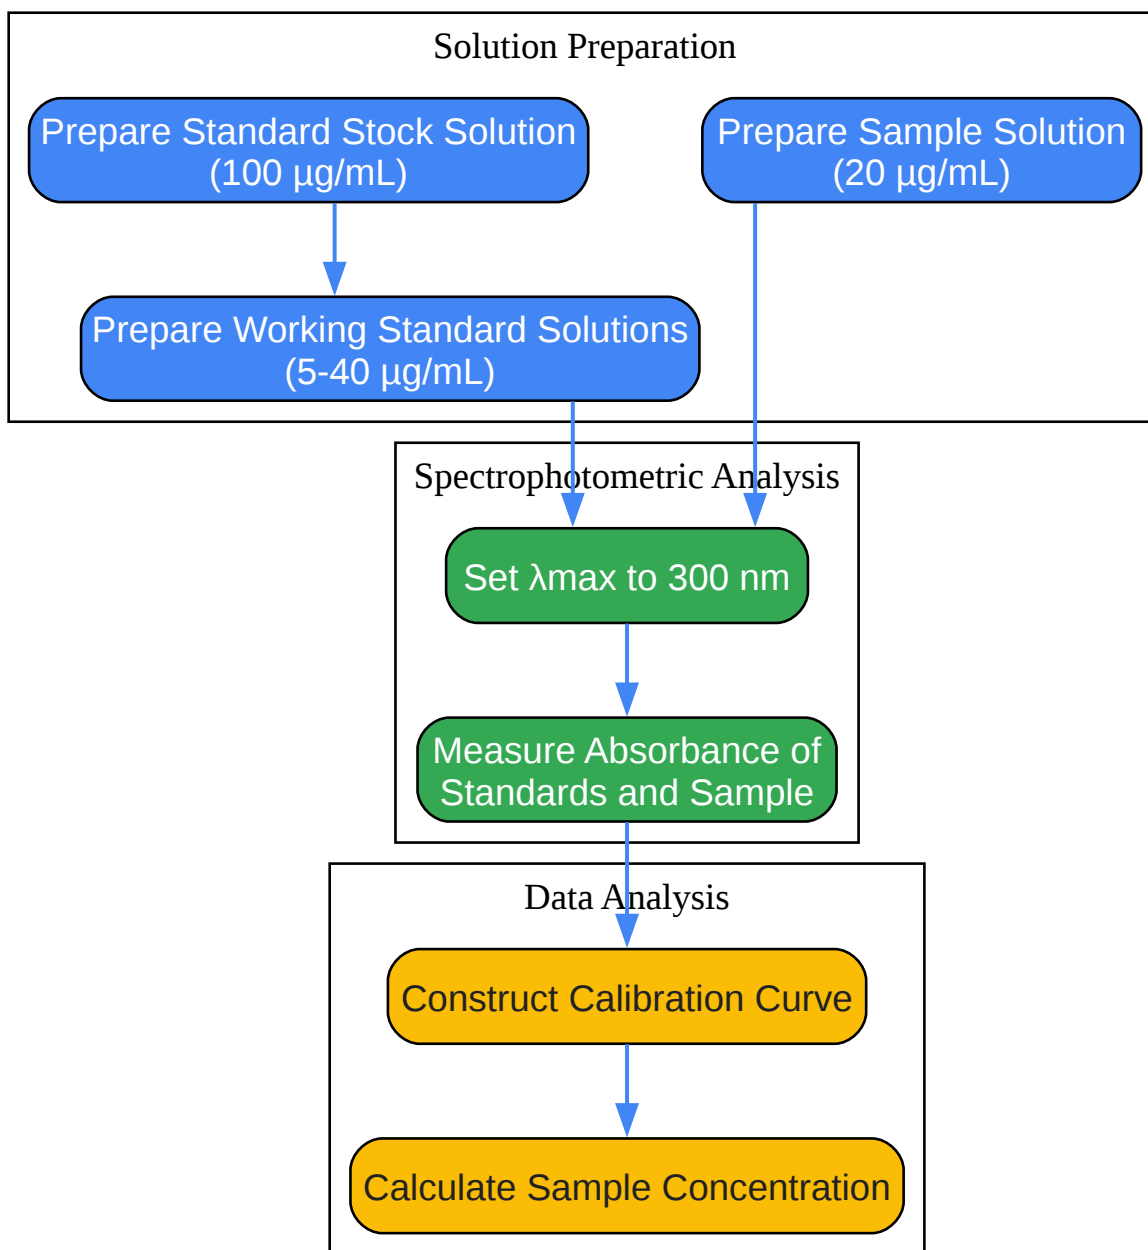 Solution Preparation
Prepare Standard Stock Solution
(100 µg/mL)
Prepare Sample Solution
(20 µg/mL)
Prepare Working Standard Solutions
(5-40 µg/mL)
Spectrophotometric Analysis
Set λmax to 300 nm
Measure Absorbance of
Standards and Sample
Data Analysis
Construct Calibration Curve
Calculate Sample Concentration